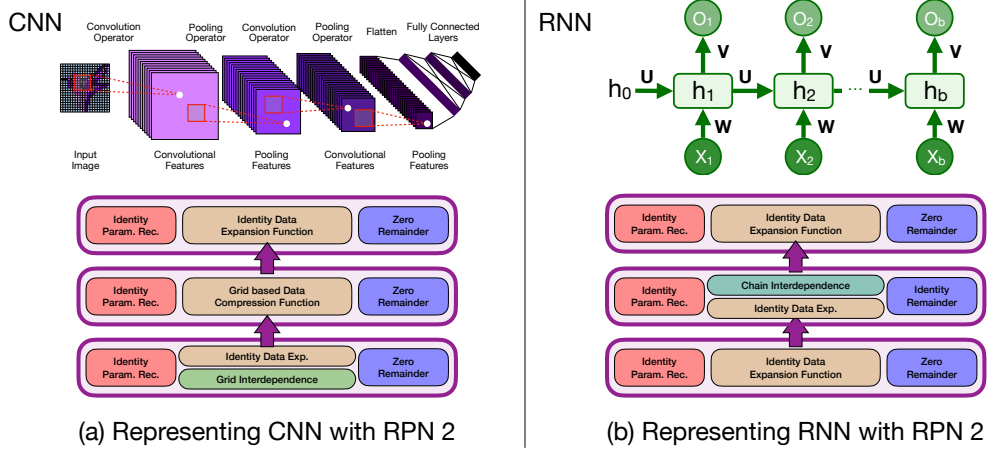 CNN
Convolution
Operator
Pooling
Operator
Convolution
Operator
Pooling
Operator
Flatten
Fully Connected
Layers
Input
Image
Convolutional
Features
Pooling
Features
Convolutional
Features
Pooling
Features
Identity
Param. Rec.
Identity Data
Expansion Function
Zero
Remainder
Identity
Param. Rec.
Grid based Data
Compression Function
Zero
Remainder
Identity
Param. Rec.
Identity Data Exp.
Grid Interdependence
Zero
Remainder
(a) Representing CNN with RPN 2
RNN
O1
O2
Ob
V
V
V
h0
U
h1
U
h2
...
U
hb
W
W
W
X1
X2
Xb
Identity
Param. Rec.
Identity Data
Expansion Function
Zero
Remainder
Identity
Param. Rec.
Chain Interdependence
Identity Data Exp.
Identity
Remainder
Identity
Param. Rec.
Identity Data
Expansion Function
Zero
Remainder
(b) Representing RNN with RPN 2